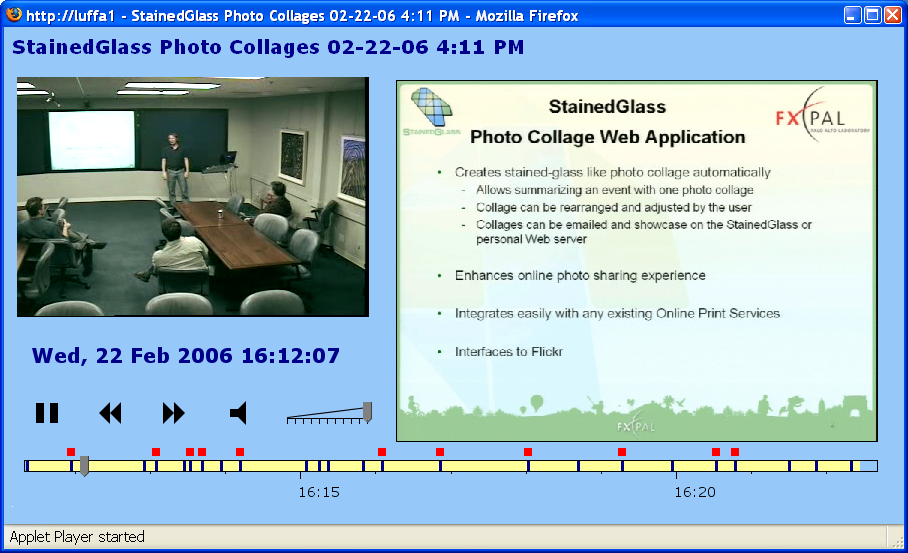 http://luffa1 - StainedGlass Photo Collages 02-22-06 4:11 PM - Mozilla Firefox
StainedGlass Photo Collages 02-22-06 4:11 PM
STAINEDGLASS
StainedGlass
Photo Collage Web Application
FXPAL
PALO ALTO LABORATORY
• Creates stained-glass like photo collage automatically
- Allows summarizing an event with one photo collage
- Collage can be rearranged and adjusted by the user
- Collages can be emailed and showcase on the StainedGlass or
personal Web server
• Enhances online photo sharing experience
• Integrates easily with any existing Online Print Services
• Interfaces to Flickr
FXPAL
Wed, 22 Feb 2006 16:12:07
16:15
16:20
Applet Player started